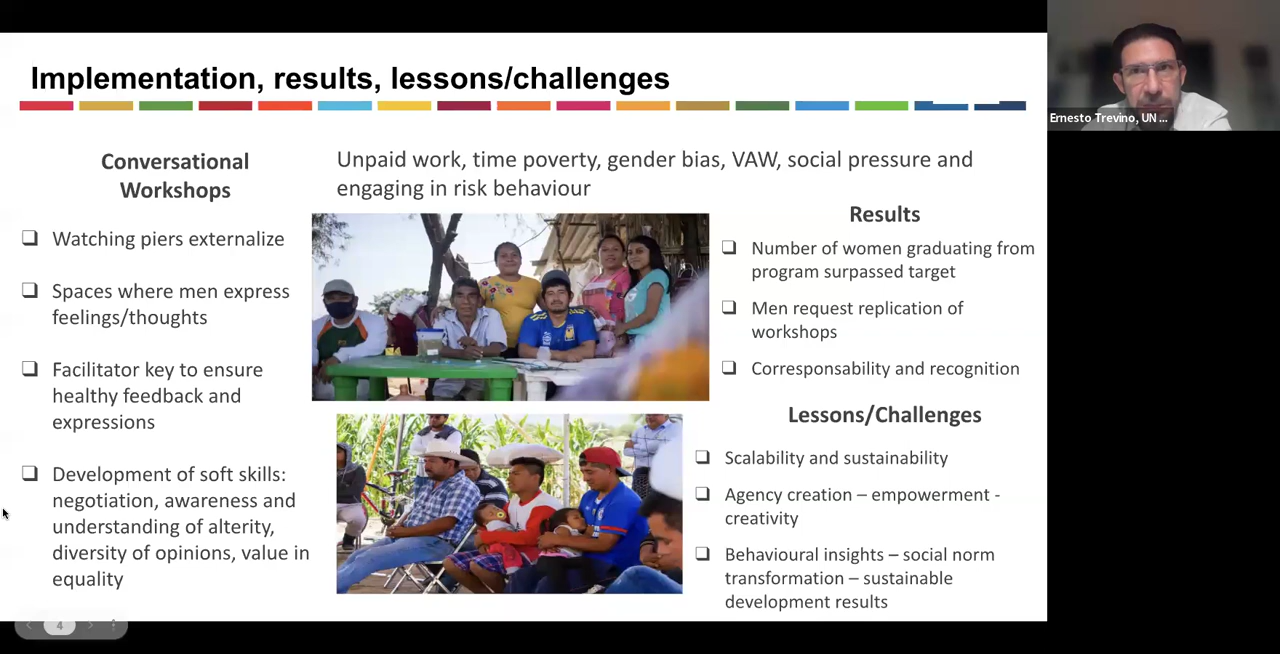 Implementation, results, lessons/challenges
Ernesto Trevino, UN ...
Conversational
Workshops
❑ Watching piers externalize
❑ Spaces where men express
feelings/thoughts
❑ Facilitator key to ensure
healthy feedback and
expressions
❑ Development of soft skills:
negotiation, awareness and
understanding of alterity,
diversity of opinions, value in
equality
Unpaid work, time poverty, gender bias, VAW, social pressure and
engaging in risk behaviour
Results
❑ Number of women graduating from
program surpassed target
❑ Men request replication of
workshops
❑ Corresponsability and recognition
Lessons/Challenges
❑ Scalability and sustainability
❑ Agency creation – empowerment -
creativity
❑ Behavioural insights – social norm
transformation – sustainable
development results
4